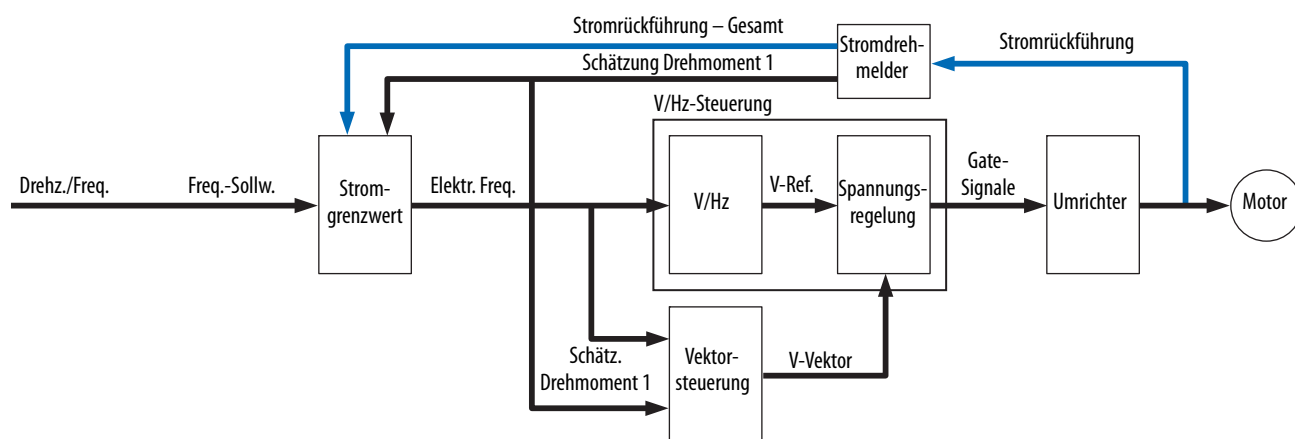 Stromrückführung – Gesamt
Stromdreh-
melder
Stromrückführung
Schätzung Drehmoment 1
V/Hz-Steuerung
Drehz./Freq.
Freq.-Sollw.
Strom-
grenzwert
Elektr. Freq.
V/Hz
V-Ref.
Spannungs-
regelung
Gate-
Signale
Umrichter
Motor
Schätz.
Drehmoment 1
Vektor-
steuerung
V-Vektor